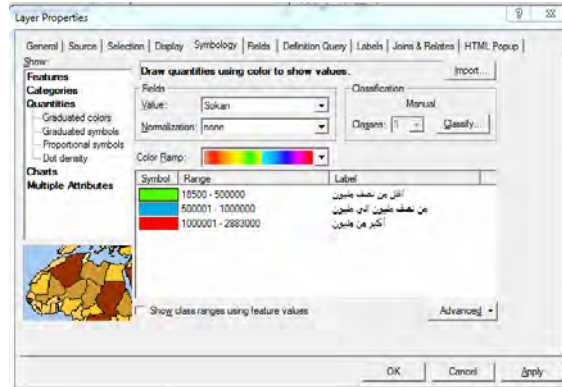 Layer Properties
General | Source | Selection | Display | Symbology | Fields | Definition Query | Labels | Joins & Relates | HTML Popup
Show:
Features
Categories
Quantities
Graduated colors
Graduated symbols
Proportional symbols
Dot density
Charts
Multiple Attributes
Draw quantities using color to show values.
Import...
Fields
Value: Sokan
Normalization: none
Classification
Manual
Classes: 3
Classify...
Color Ramp:
Symbol Range Label
18500 - 500000 أقل من نصف مليون
500001 - 1000000 من نصف مليون الي مليون
1000001 - 2883000 أكبر من مليون
Show class ranges using feature values
Advanced
OK Cancel Apply